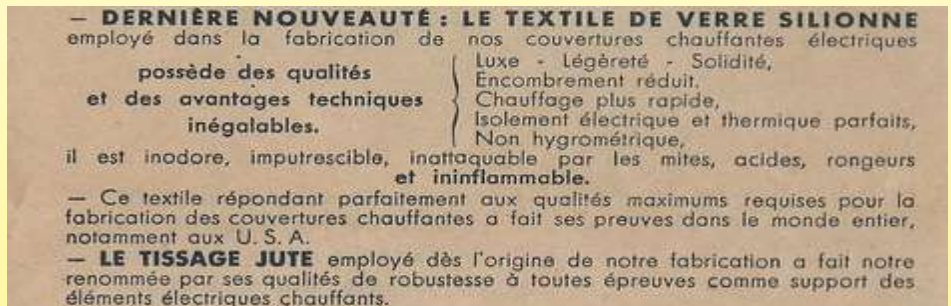 — DERNIÈRE NOUVEAUTÉ : LE TEXTILE DE VERRE SILIONNE
employé dans la fabrication de nos couvertures chauffantes électriques
possède des qualités
et des avantages techniques
inégalables.
Luxe - Légèreté - Solidité,
Encombrement réduit.
Chauffage plus rapide,
Isolement électrique et thermique parfaits,
Non hygrométrique,
il est inodore, imputrescible, inattaquable par les mites, acides, rongeurs
et ininflammable.
— Ce textile répondant parfaitement aux qualités maximums requises pour la
fabrication des couvertures chauffantes a fait ses preuves dans le monde entier,
notamment aux U.S.A.
— LE TISSAGE JUTE employé dès l'origine de notre fabrication a fait notre
renommée par ses qualités de robustesse à toutes épreuves comme support des
éléments électriques chauffants.